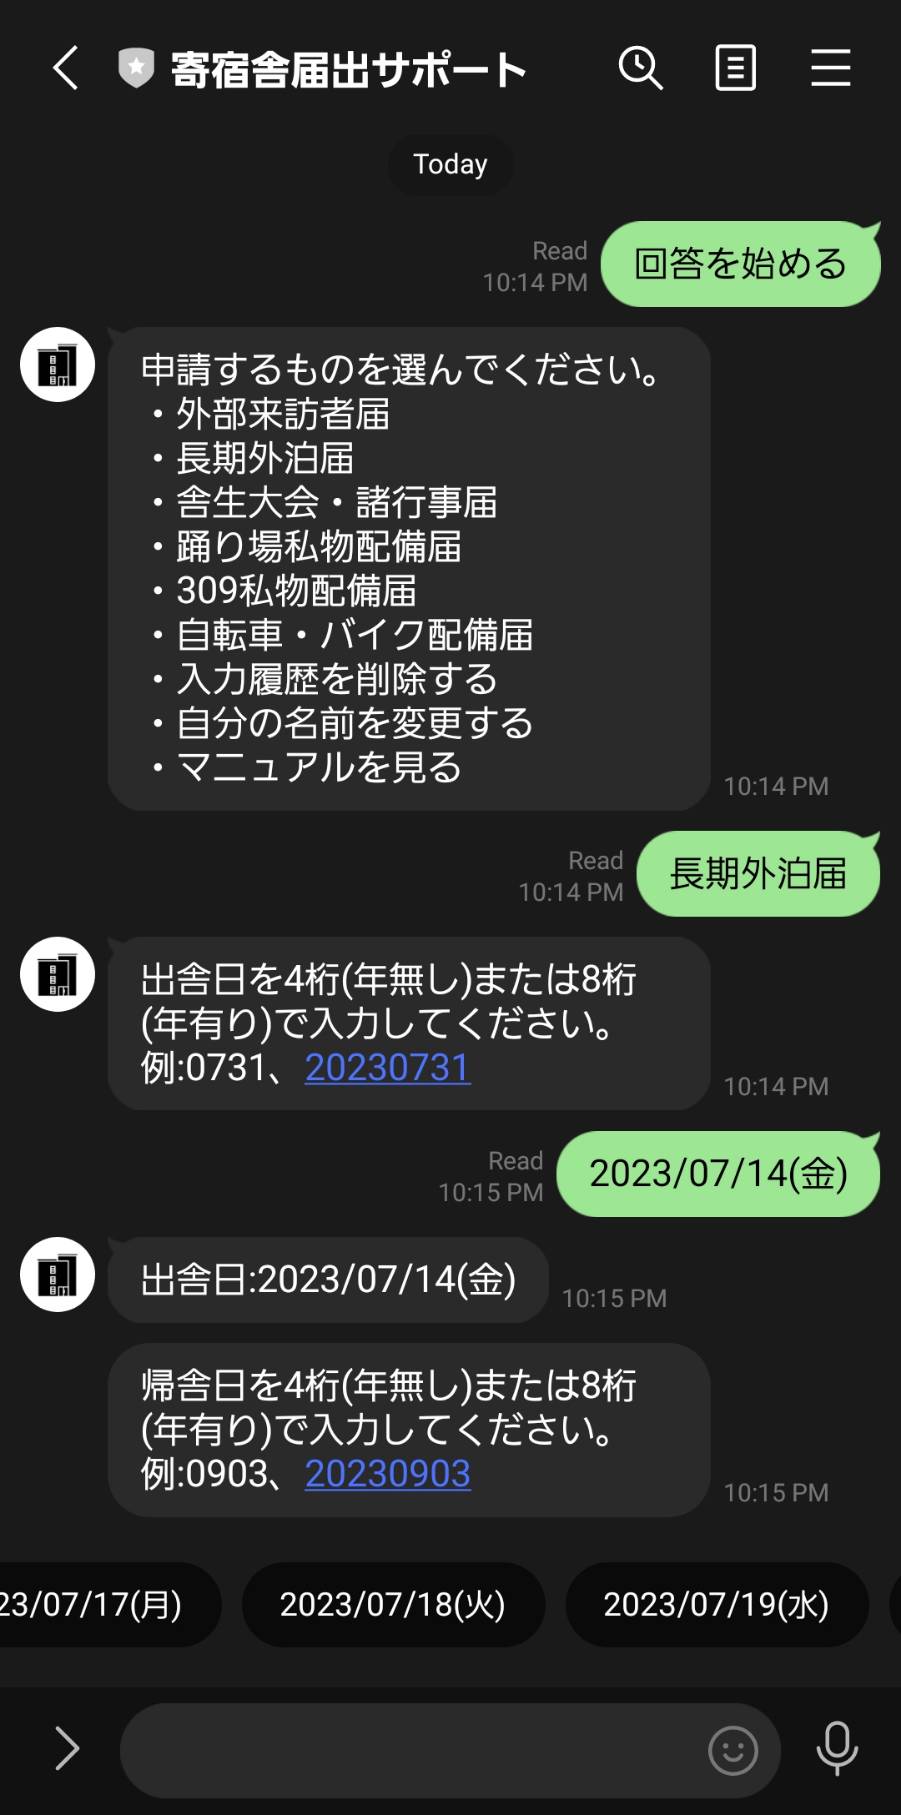 寄宿舎届出サポート
Today
回答を始める
Read
10:14 PM
申請するものを選んでください。
・外部来訪者届
・長期外泊届
・舎生大会・諸行事届
・踊り場私物配備届
・309私物配備届
・自転車・バイク配備届
・入力履歴を削除する
・自分の名前を変更する
・マニュアルを見る
10:14 PM
長期外泊届
Read
10:14 PM
出舎日を4桁(年無し)または8桁
(年有り)で入力してください。
例:0731、20230731
10:14 PM
2023/07/14(金)
Read
10:15 PM
出舎日:2023/07/14(金)
10:15 PM
帰舎日を4桁(年無し)または8桁
(年有り)で入力してください。
例:0903、20230903
10:15 PM
23/07/17(月) 2023/07/18(火) 2023/07/19(水)